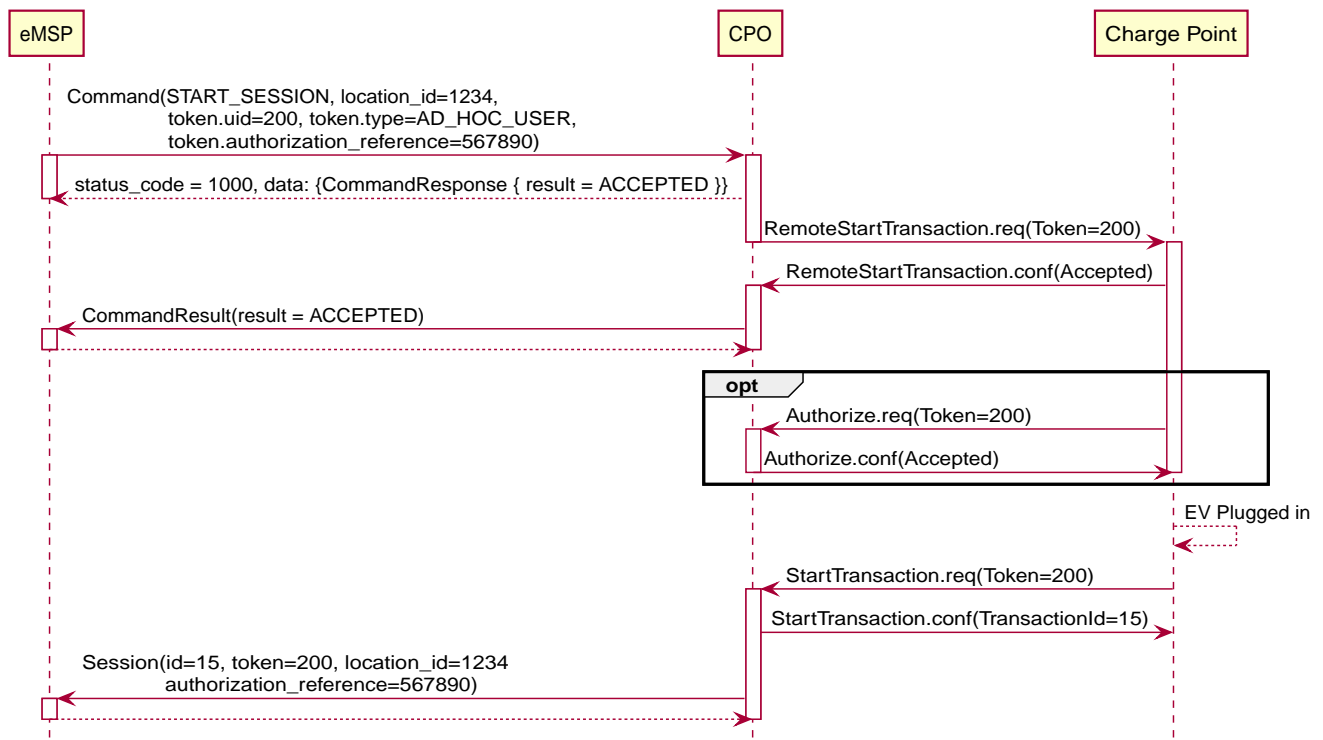 eMSP
CPO
Charge Point
Command(START_SESSION, location_id=1234,
token.uid=200, token.type=AD_HOC_USER,
token.authorization_reference=567890)
status_code = 1000, data: {CommandResponse { result = ACCEPTED }}
RemoteStartTransaction.req(Token=200)
RemoteStartTransaction.conf(Accepted)
CommandResult(result = ACCEPTED)
opt
Authorize.req(Token=200)
Authorize.conf(Accepted)
EV Plugged in
StartTransaction.req(Token=200)
StartTransaction.conf(TransactionId=15)
Session(id=15, token=200, location_id=1234
authorization_reference=567890)